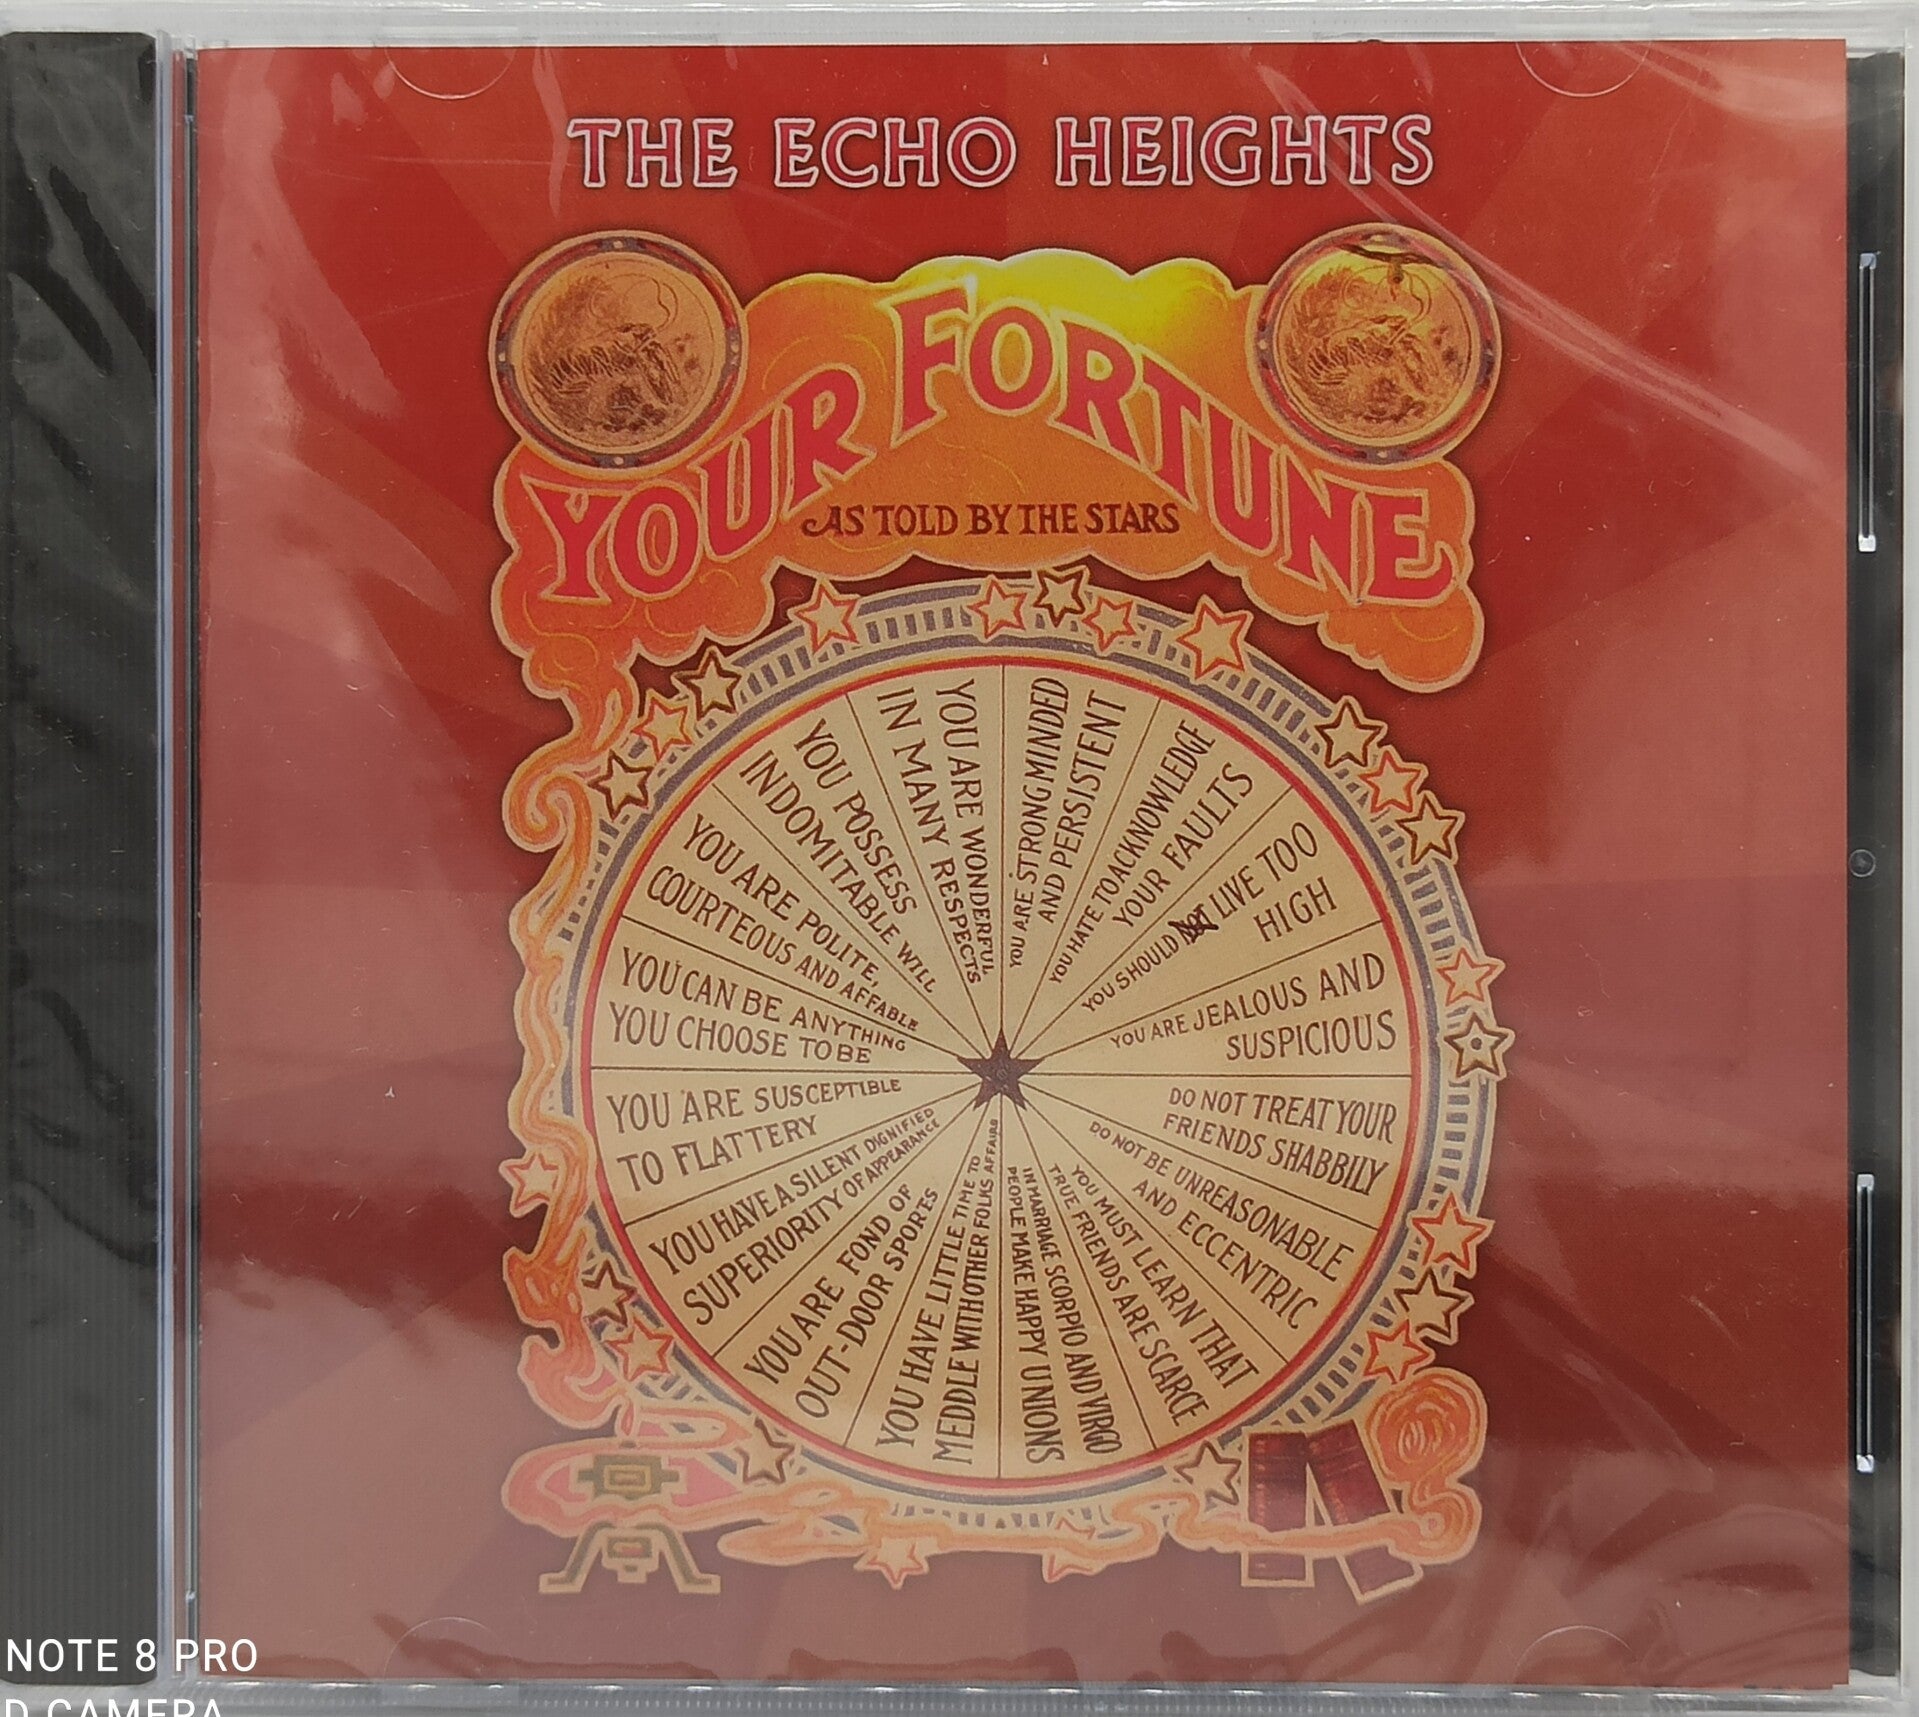 THE ECHO HEIGHTS
YOUR FORTUNE
AS TOLD BY THE STARS
YOU ARE STRONG MINDED
AND PERSISTENT
YOU HATE TO ACKNOWLEDGE
YOUR FAULTS
YOU SHOULD NOT LIVE TOO
HIGH
YOU ARE JEALOUS AND
SUSPICIOUS
DO NOT TREAT YOUR
FRIENDS SHABBILY
DO NOT BE UNREASONABLE
AND ECCENTRIC
YOU MUST LEARN THAT
TRUE FRIENDS ARE SCARCE
IN MARRIAGE SCORPIO AND VIRGO
PEOPLE MAKE HAPPY UNIONS
YOU HAVE LITTLE TIME TO
MEDDLE WITH OTHER FOLKS AFFAIRS
YOU ARE FOND OF
OUT-DOOR SPORTS
YOU HAVE A SILENT DIGNIFIED
SUPERIORITY OF APPEARANCE
YOU ARE SUSCEPTIBLE
TO FLATTERY
YOU CAN BE ANYTHING
YOU CHOOSE TO BE
YOU ARE POLITE,
COURTEOUS AND AFFABLE
YOU POSSESS
INDOMITABLE WILL
YOU ARE WONDERFUL
IN MANY RESPECTS
NOTE 8 PRO
D CAMERA